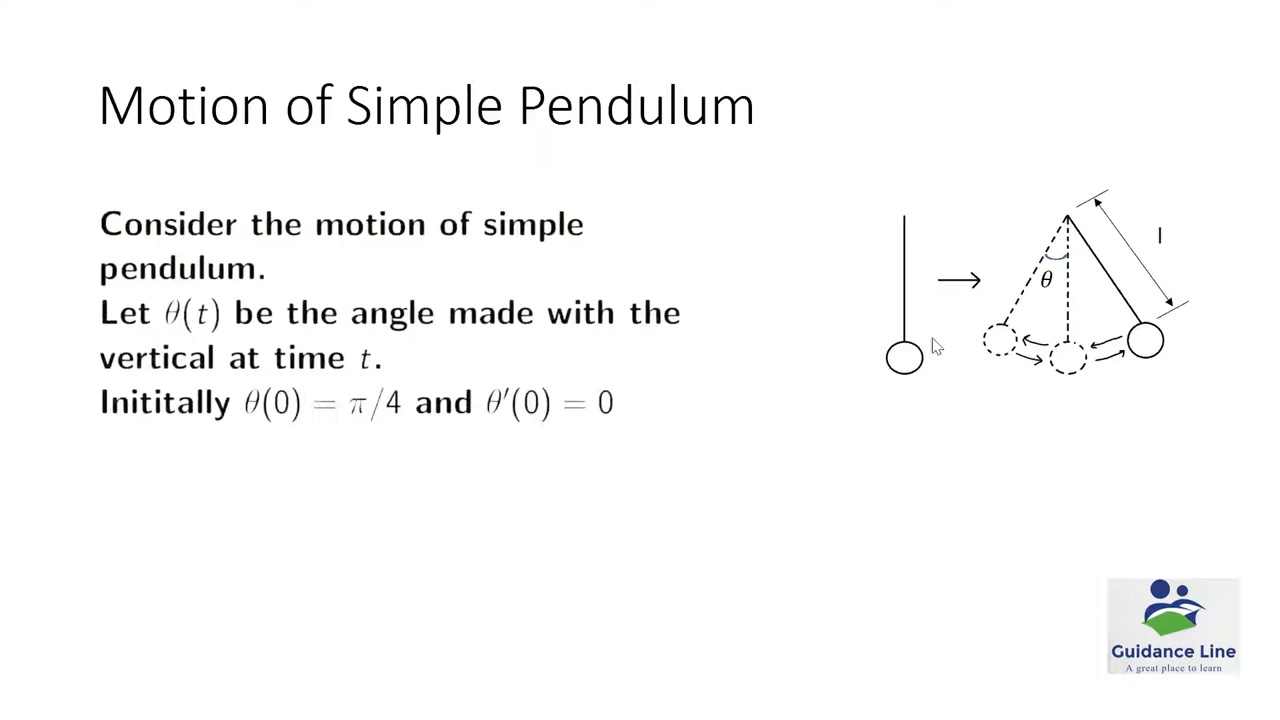 Motion of Simple Pendulum
Consider the motion of simple
pendulum.
Let θ(t) be the angle made with the
vertical at time t.
Inititally θ(0) = π/4 and θ′(0) = 0
l
θ
Guidance Line
A great place to learn